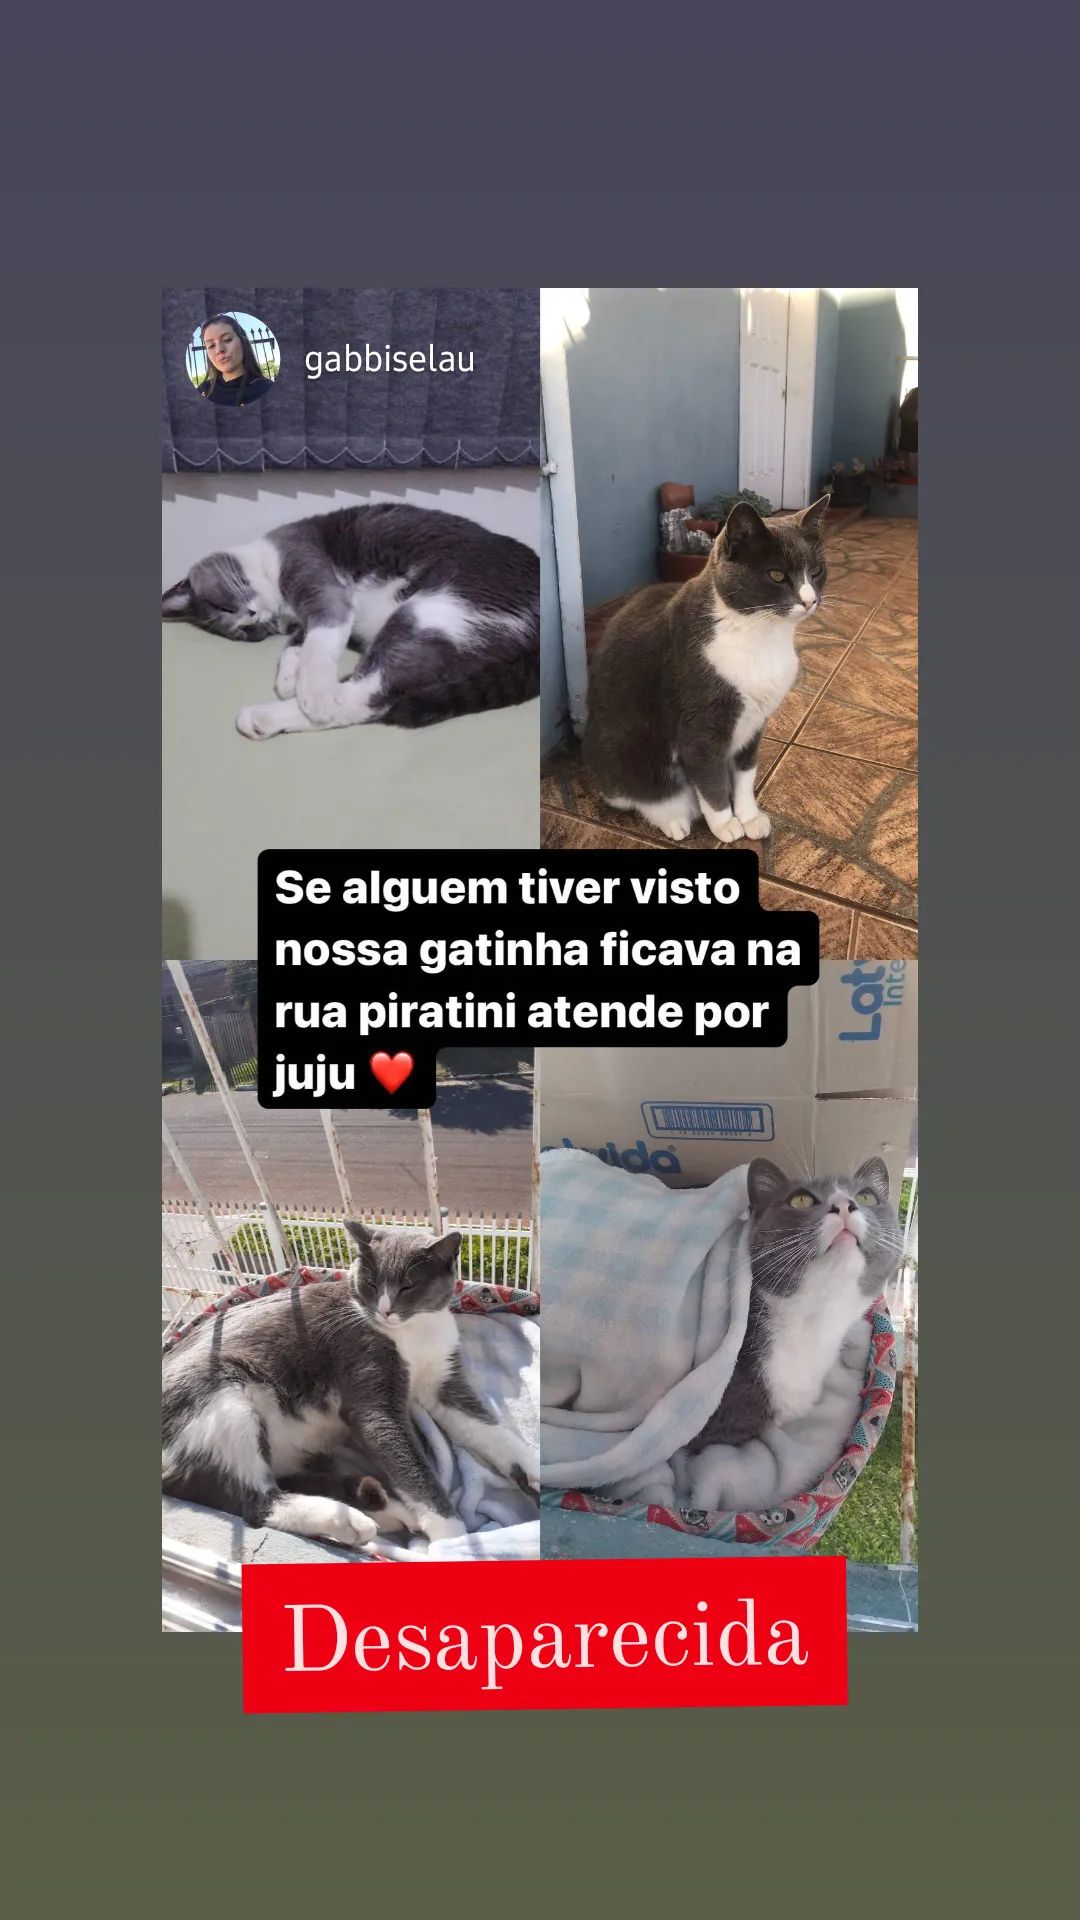 gabbiselau
Se alguem tiver visto
nossa gatinha ficava na
rua piratini atende por
juju ❤️
Desaparecida